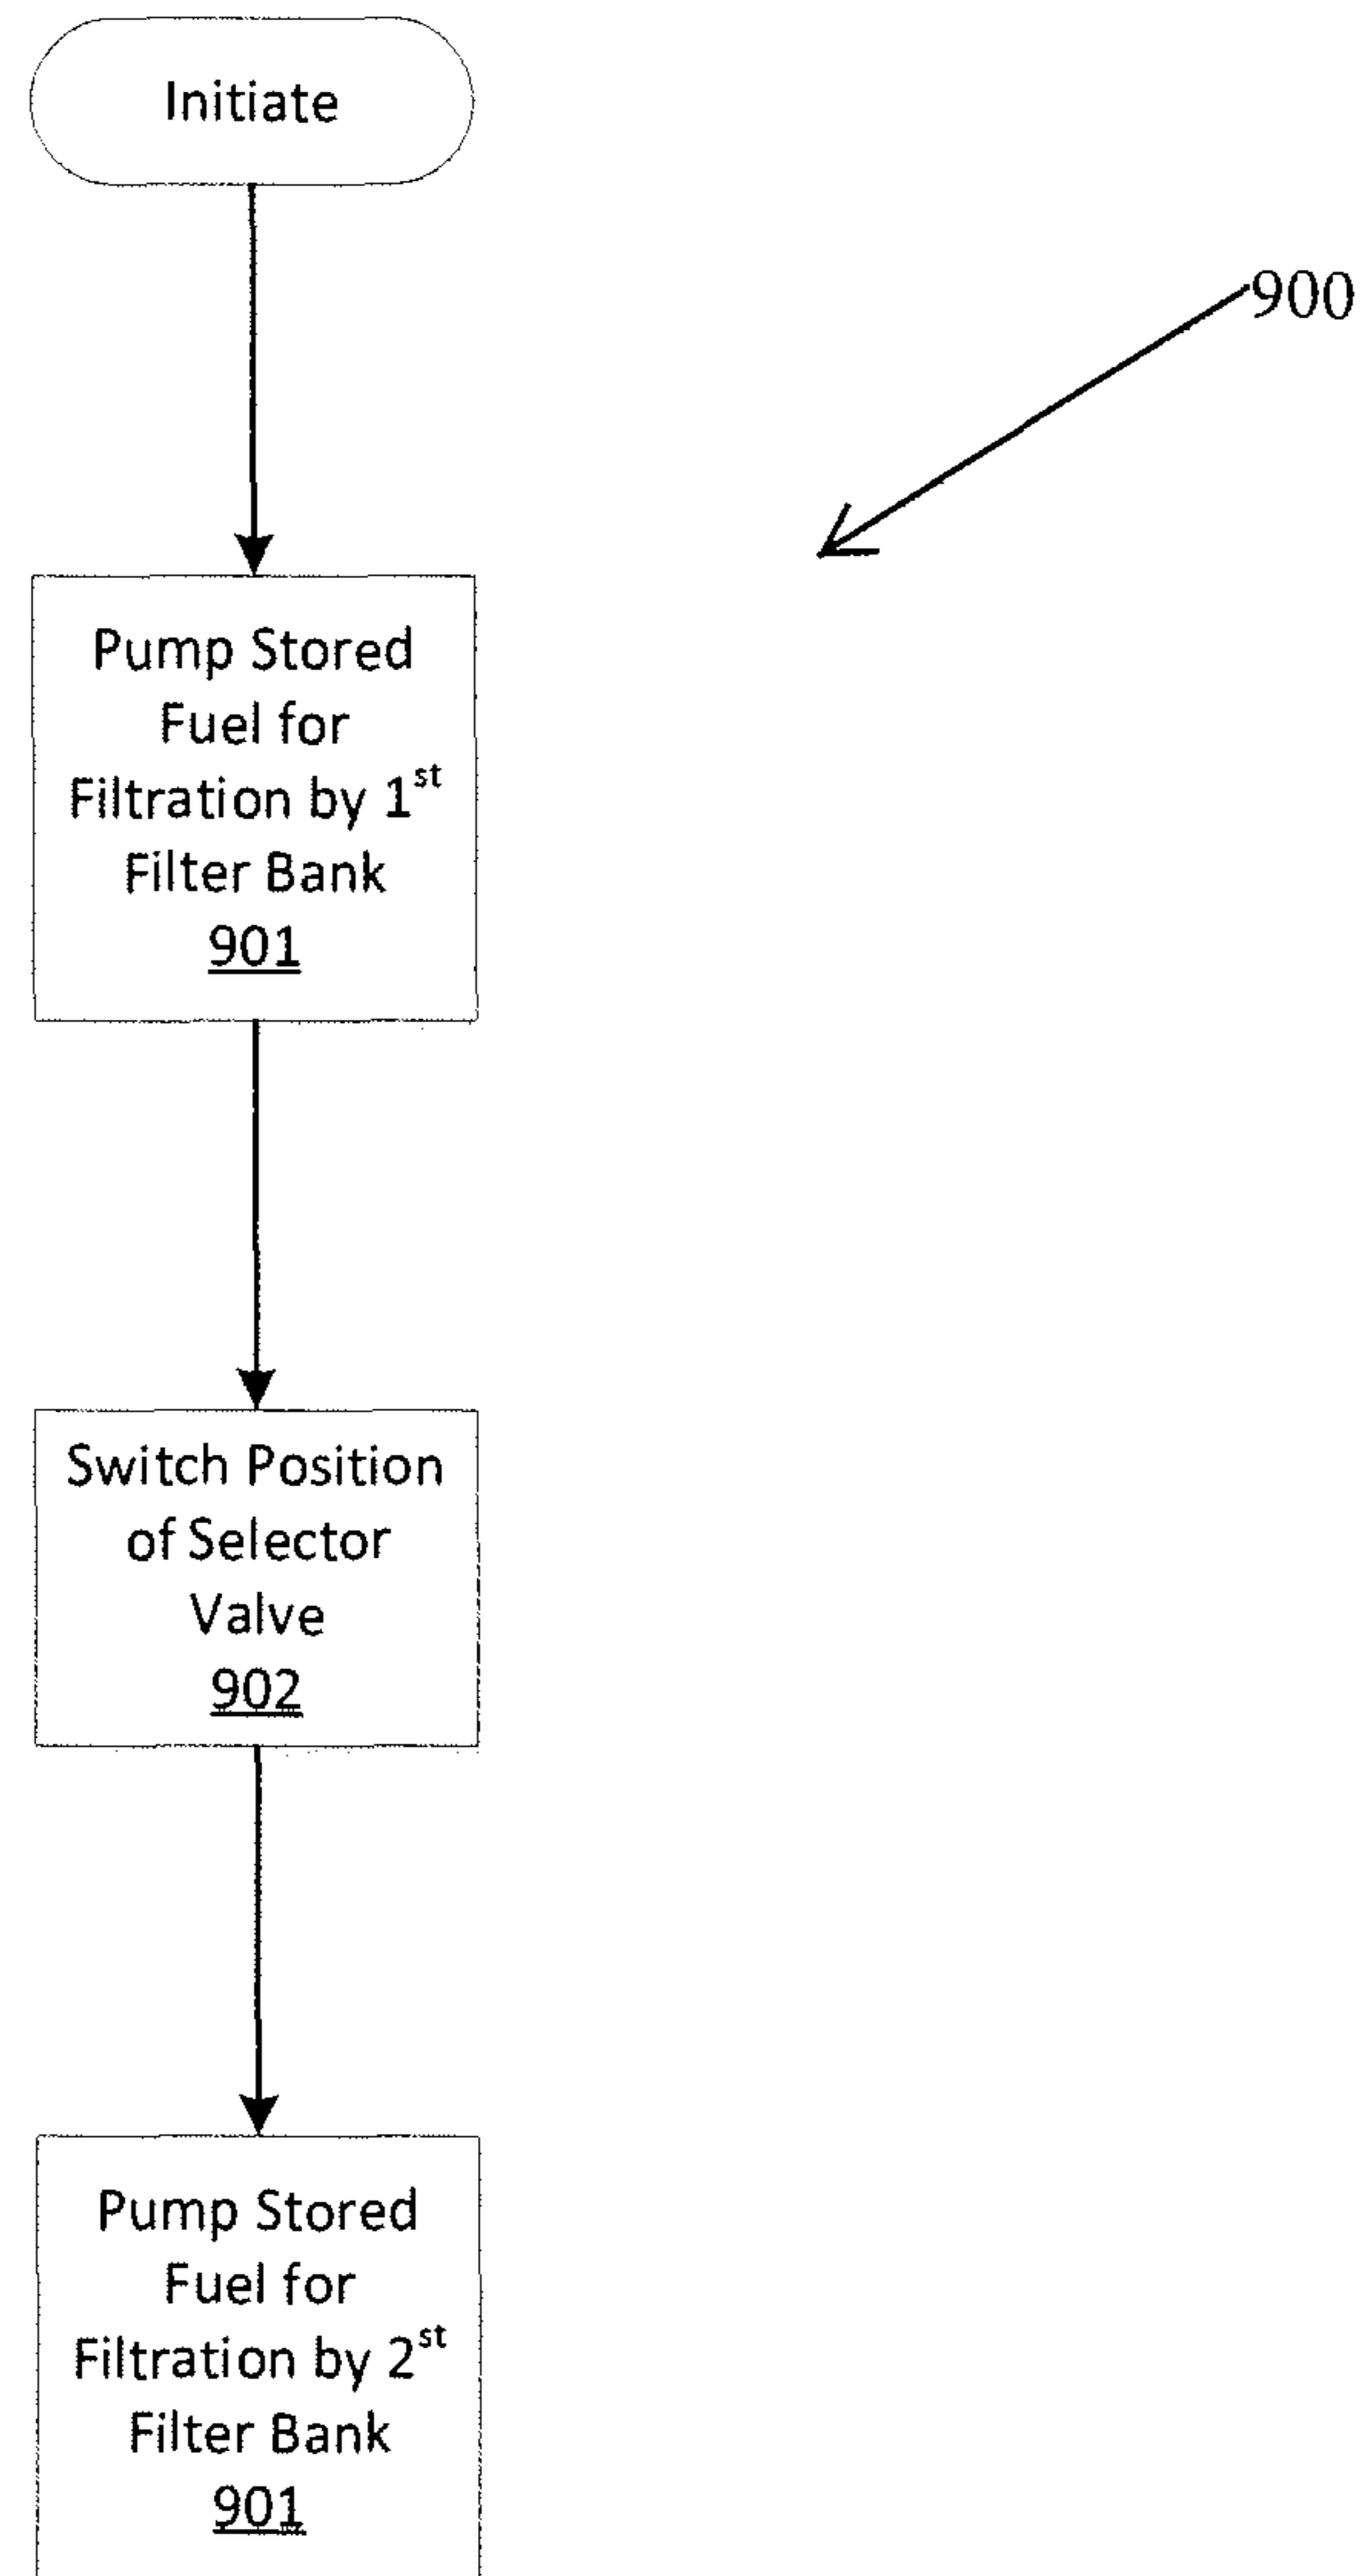 Initiate
900
Pump Stored
Fuel for
Filtration by 1st
Filter Bank
901
Switch Position
of Selector
Valve
902
Pump Stored
Fuel for
Filtration by 2st
Filter Bank
901